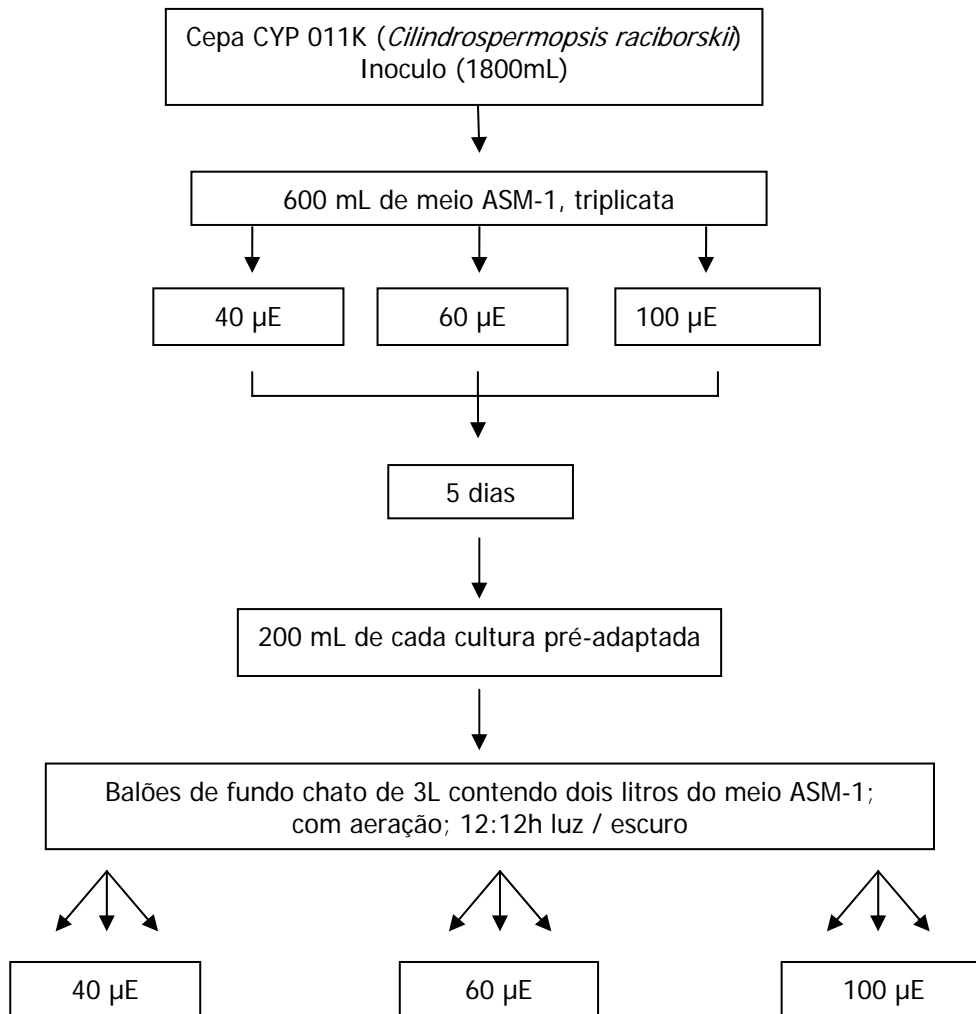 Cepa CYP 011K (Cilindrospermopsis raciborskii)
Inoculo (1800mL)
600 mL de meio ASM-1, triplicata
40 µE
60 µE
100 µE
5 dias
200 mL de cada cultura pré-adaptada
Balões de fundo chato de 3L contendo dois litros do meio ASM-1;
com aeração; 12:12h luz / escuro
40 µE
60 µE
100 µE